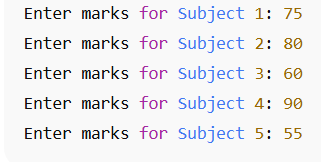 Enter marks for Subject 1: 75
Enter marks for Subject 2: 80
Enter marks for Subject 3: 60
Enter marks for Subject 4: 90
Enter marks for Subject 5: 55